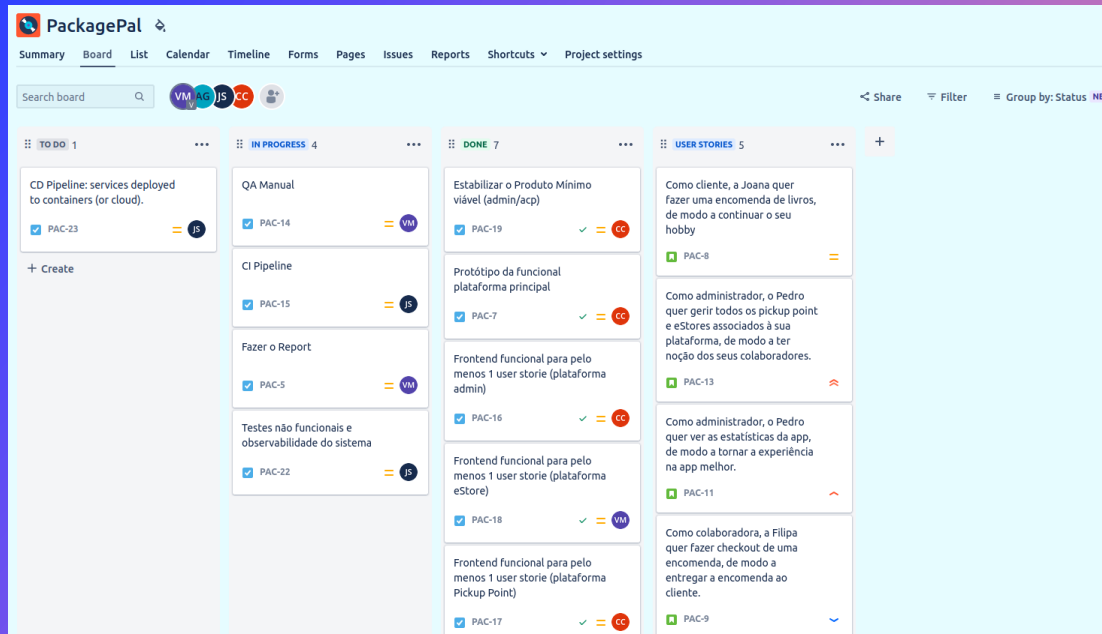 PackagePal
Summary Board List Calendar Timeline Forms Pages Issues Reports Shortcuts Project settings
Search board
VM
V
AG
JS
CC
Share
Filter
Group by: Status
TO DO 1
CD Pipeline: services deployed
to containers (or cloud).
PAC-23
JS
+ Create
IN PROGRESS 4
QA Manual
PAC-14
VM
CI Pipeline
PAC-15
JS
Fazer o Report
PAC-5
VM
Testes não funcionais e
observabilidade do sistema
PAC-22
JS
DONE 7
Estabilizar o Produto Mínimo
viável (admin/acp)
PAC-19
CC
Protótipo da funcional
plataforma principal
PAC-7
CC
Frontend funcional para pelo
menos 1 user storie (plataforma
admin)
PAC-16
CC
Frontend funcional para pelo
menos 1 user storie (plataforma
eStore)
PAC-18
VM
Frontend funcional para pelo
menos 1 user storie (plataforma
Pickup Point)
PAC-17
CC
USER STORIES 5
Como cliente, a Joana quer
fazer uma encomenda de livros,
de modo a continuar o seu
hobby
PAC-8
Como administrador, o Pedro
quer gerir todos os pickup point
e eStores associados à sua
plataforma, de modo a ter
noção dos seus colaboradores.
PAC-13
Como administrador, o Pedro
quer ver as estatísticas da app,
de modo a tornar a experiência
na app melhor.
PAC-11
Como colaboradora, a Filipa
quer fazer checkout de uma
encomenda, de modo a
entregar a encomenda ao
cliente.
PAC-9